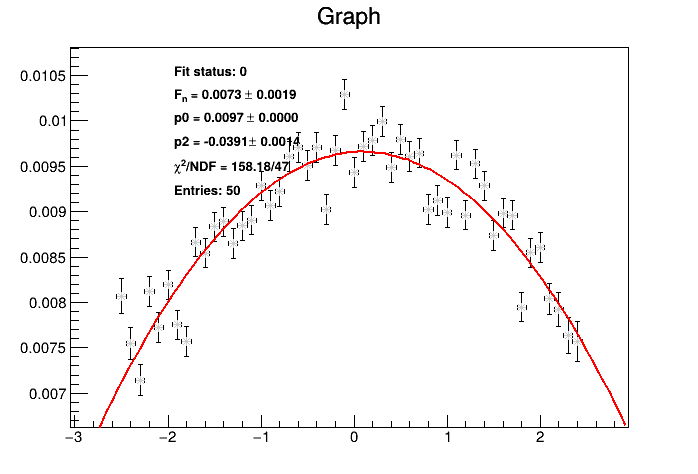 Graph
0.0105
0.01
0.0095
0.009
0.0085
0.008
0.0075
0.007
Fit status: 0
Fn = 0.0073 ± 0.0019
p0 = 0.0097 ± 0.0000
p2 = -0.0391± 0.0014
χ²/NDF = 158.18/47
Entries: 50
−3 −2 −1 0 1 2